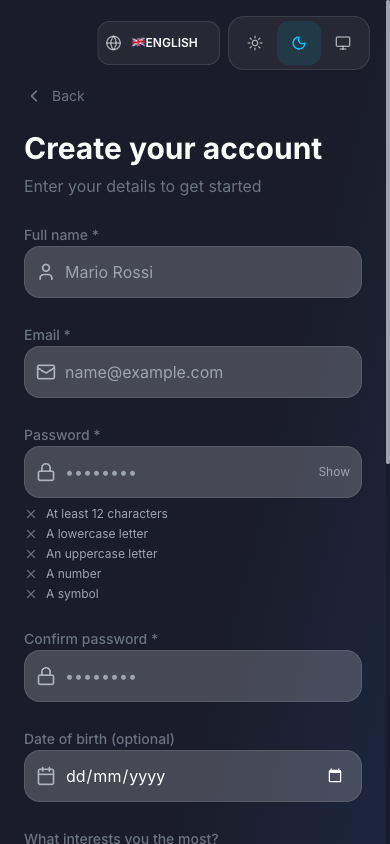 🇬🇧ENGLISH
Back
Create your account
Enter your details to get started
Full name *
Mario Rossi
Email *
name@example.com
Password *
••••••••
Show
At least 12 characters
A lowercase letter
An uppercase letter
A number
A symbol
Confirm password *
••••••••
Date of birth (optional)
dd/mm/yyyy
What interests you the most?